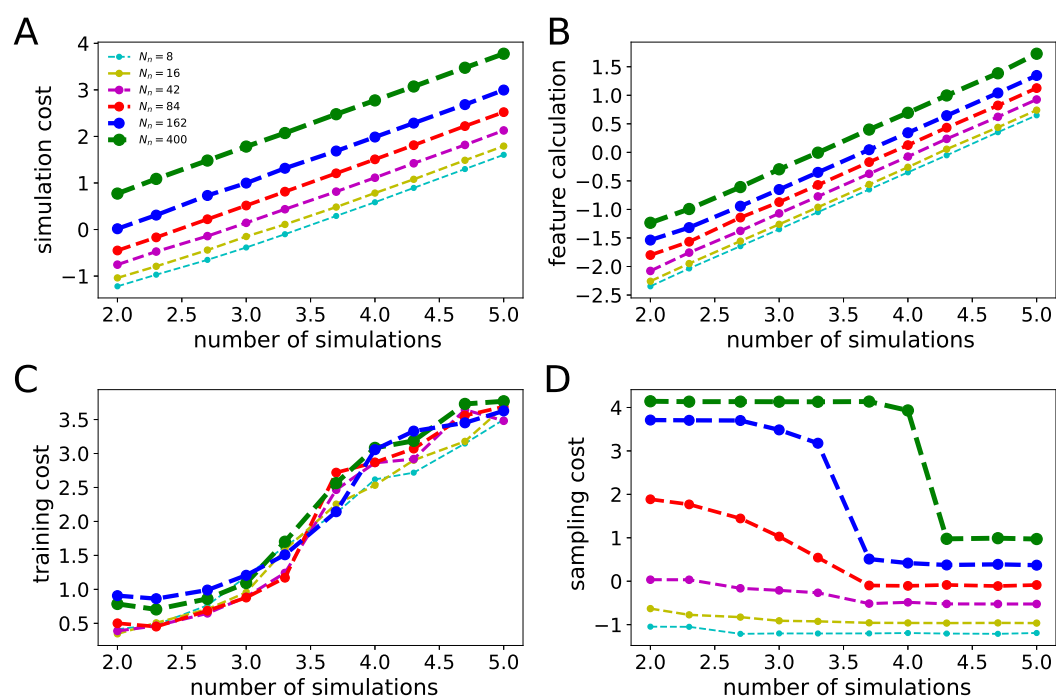 A
simulation cost
4
3
2
1
0
−1
N_n = 8
N_n = 16
N_n = 42
N_n = 84
N_n = 162
N_n = 400
2.0 2.5 3.0 3.5 4.0 4.5 5.0
number of simulations
B
feature calculation
1.5
1.0
0.5
0.0
−0.5
−1.0
−1.5
−2.0
−2.5
2.0 2.5 3.0 3.5 4.0 4.5 5.0
number of simulations
C
training cost
3.5
3.0
2.5
2.0
1.5
1.0
0.5
2.0 2.5 3.0 3.5 4.0 4.5 5.0
number of simulations
D
sampling cost
4
3
2
1
0
−1
2.0 2.5 3.0 3.5 4.0 4.5 5.0
number of simulations